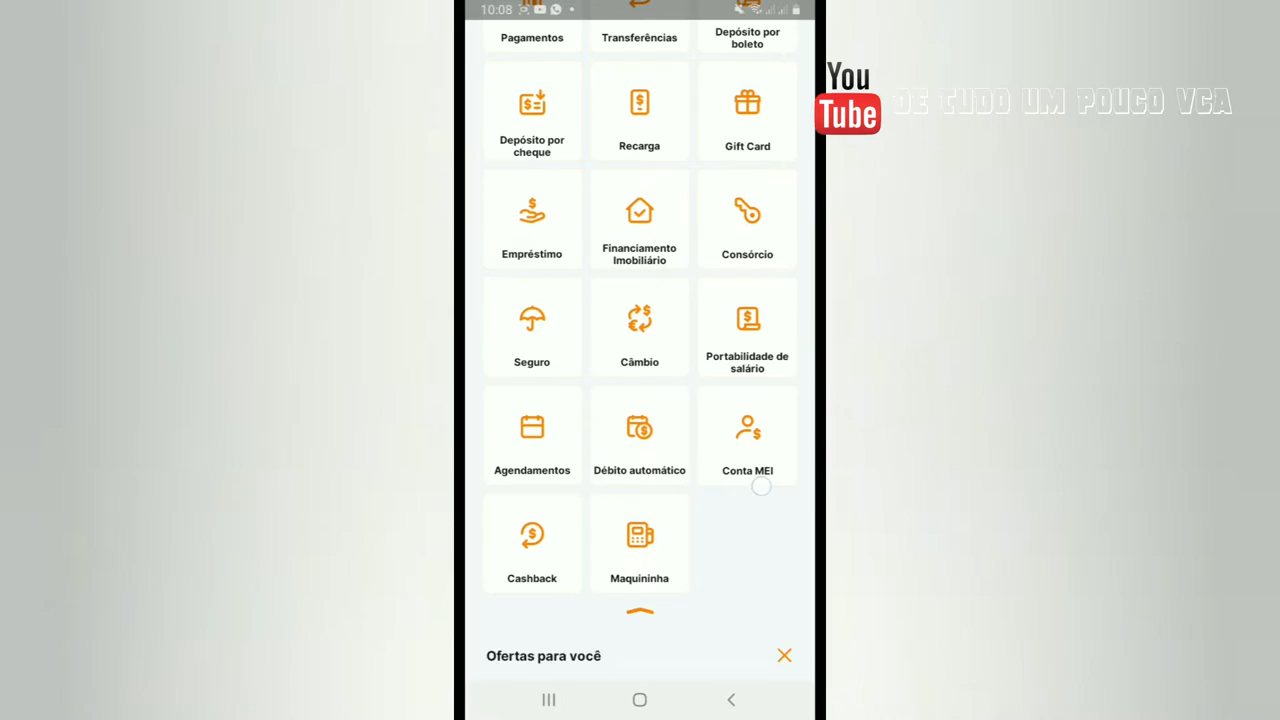 10:08
Pagamentos
Transferências
Depósito por
boleto
Depósito por
cheque
Recarga
Gift Card
Empréstimo
Financiamento
Imobiliário
Consórcio
Seguro
Câmbio
Portabilidade de
salário
Agendamentos
Débito automático
Conta MEI
Cashback
Maquininha
Ofertas para você
You
Tube
DE TUDO UM POUCO VCA